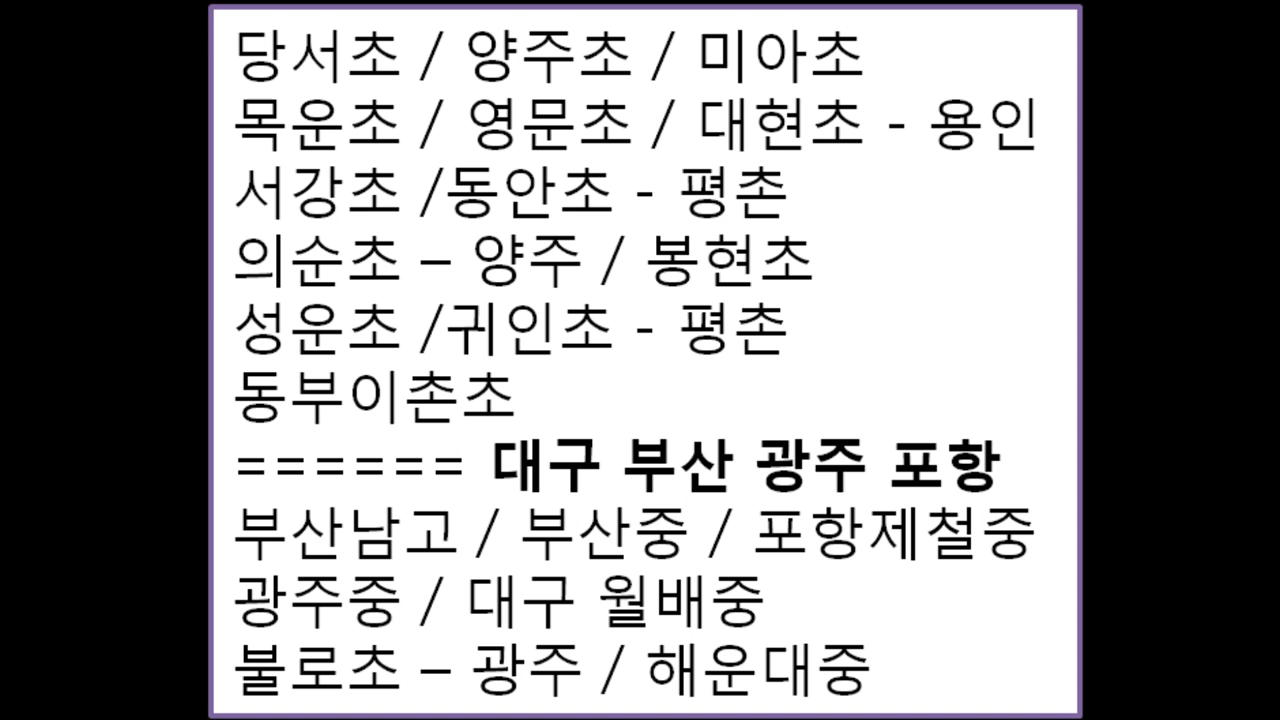 당서초 / 양주초 / 미아초
목운초 / 영문초 / 대현초 - 용인
서강초 /동안초 - 평촌
의순초 – 양주 / 봉현초
성운초 /귀인초 - 평촌
동부이촌초
====== 대구 부산 광주 포항
부산남고 / 부산중 / 포항제철중
광주중 / 대구 월배중
불로초 – 광주 / 해운대중